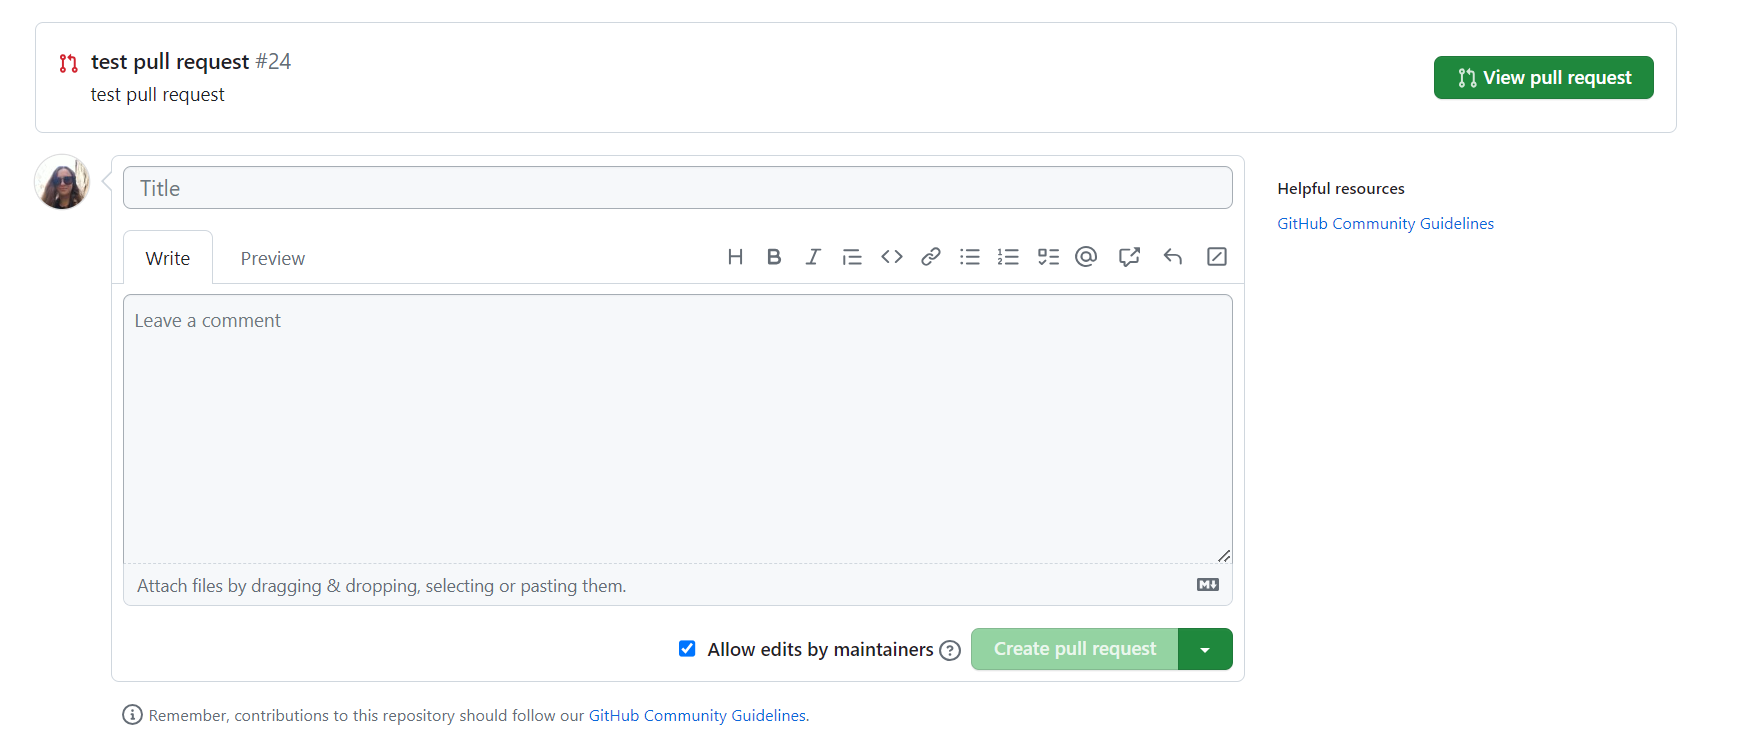 test pull request #24
test pull request
View pull request
Title
Helpful resources
GitHub Community Guidelines
Write
Preview
H B I
Leave a comment
Attach files by dragging & dropping, selecting or pasting them.
M
Allow edits by maintainers ?
Create pull request
Remember, contributions to this repository should follow our GitHub Community Guidelines.